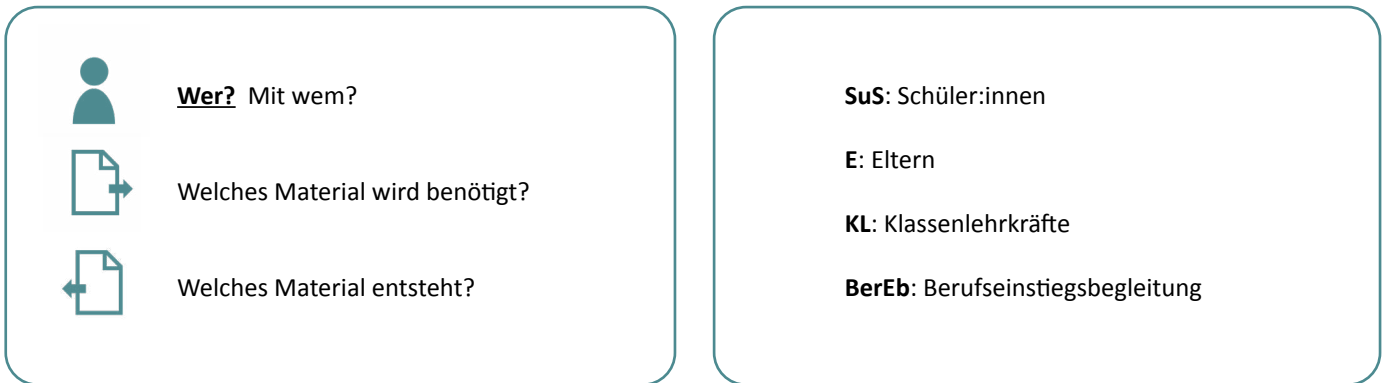 Wer? Mit wem?
Welches Material wird benötigt?
Welches Material entsteht?
SuS: Schüler:innen
E: Eltern
KL: Klassenlehrkräfte
BerEb: Berufseinstiegsbegleitung